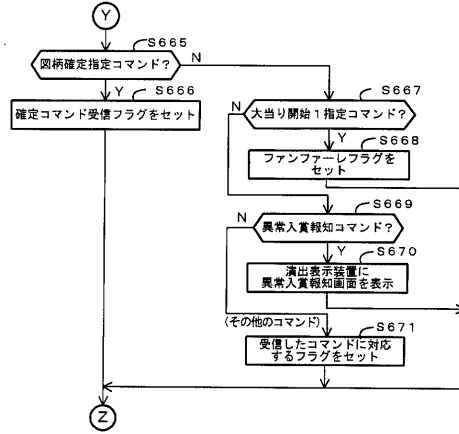 Y
S665
図柄確定指定コマンド?
N
Y
S666
確定コマンド受信フラグをセット
S667
N
大当り開始1指定コマンド?
Y
S668
ファンファーレフラグを
セット
S669
N
異常入賞報知コマンド?
Y
S670
演出表示装置に
異常入賞報知画面を表示
(その他のコマンド)
S671
受信したコマンドに対応
するフラグをセット
Z